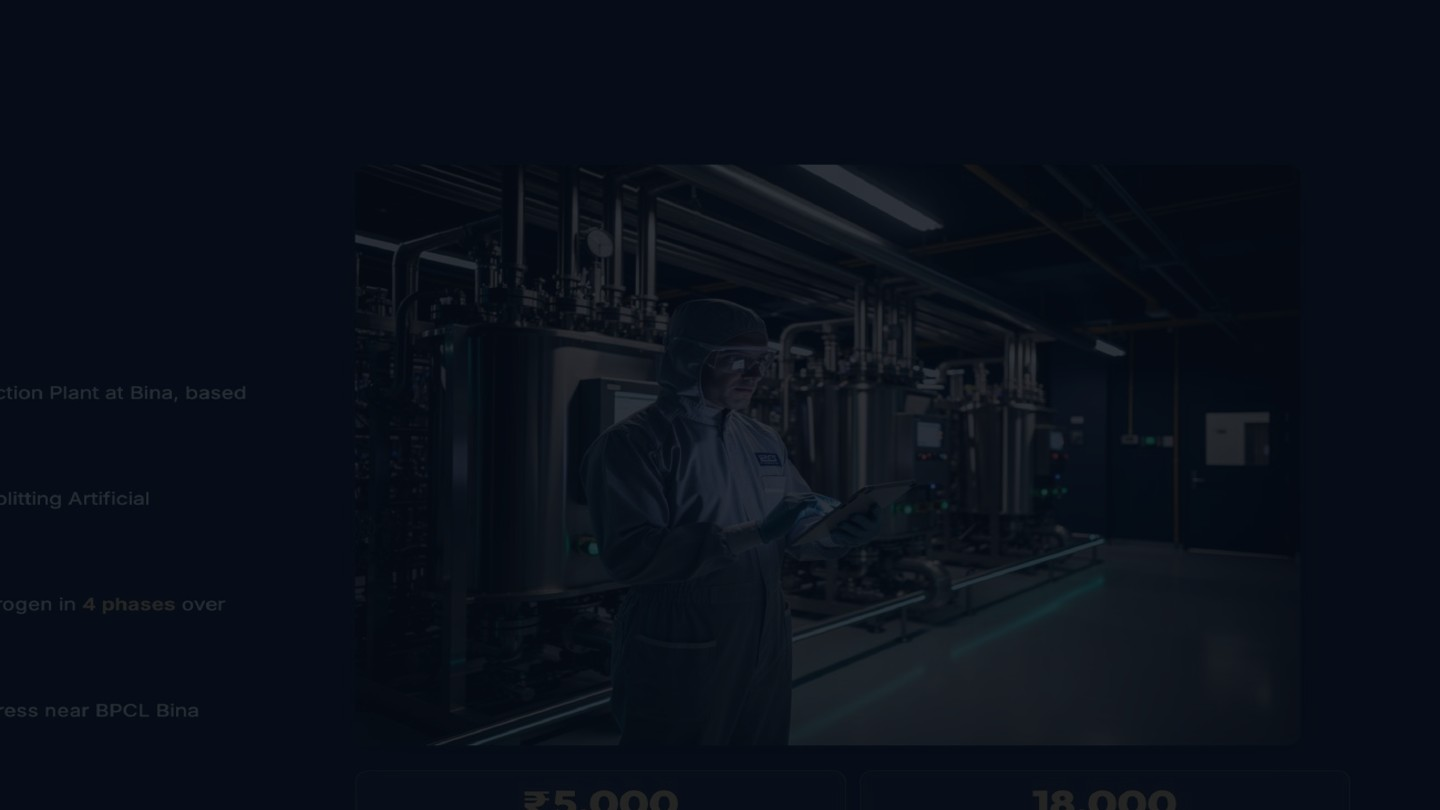 ction Plant at Bina, based
olitting Artificial
rogen in 4 phases over
ress near BPCL Bina
₹5,000
18,000